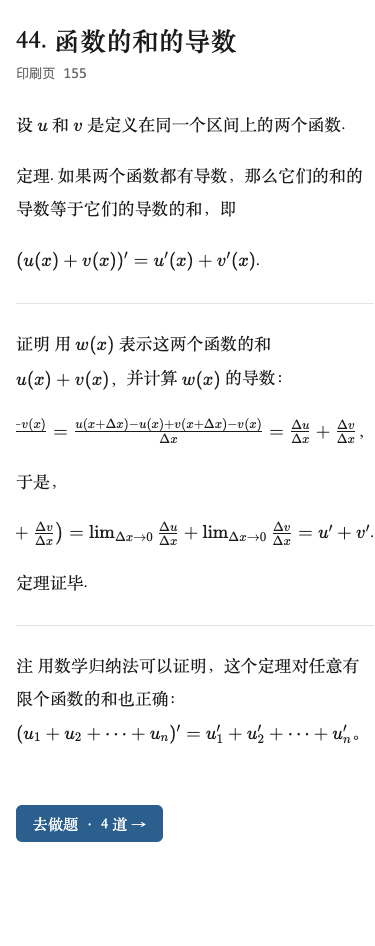 44. 函数的和的导数
印刷页 155
设 u 和 v 是定义在同一个区间上的两个函数.
定理. 如果两个函数都有导数，那么它们的和的
导数等于它们的导数的和，即
(u(x) + v(x))′ = u′(x) + v′(x).
证明 用 w(x) 表示这两个函数的和
u(x) + v(x)，并计算 w(x) 的导数：
-v(x) = u(x+Δx)−u(x)+v(x+Δx)−v(x) / Δx = Δu/Δx + Δv/Δx ,
于是，
+ Δv/Δx) = lim Δx→0 Δu/Δx + lim Δx→0 Δv/Δx = u′ + v′.
定理证毕.
注 用数学归纳法可以证明，这个定理对任意有
限个函数的和也正确：
(u₁ + u₂ + ⋯ + uₙ)′ = u₁′ + u₂′ + ⋯ + uₙ′。
去做题 · 4 道 →